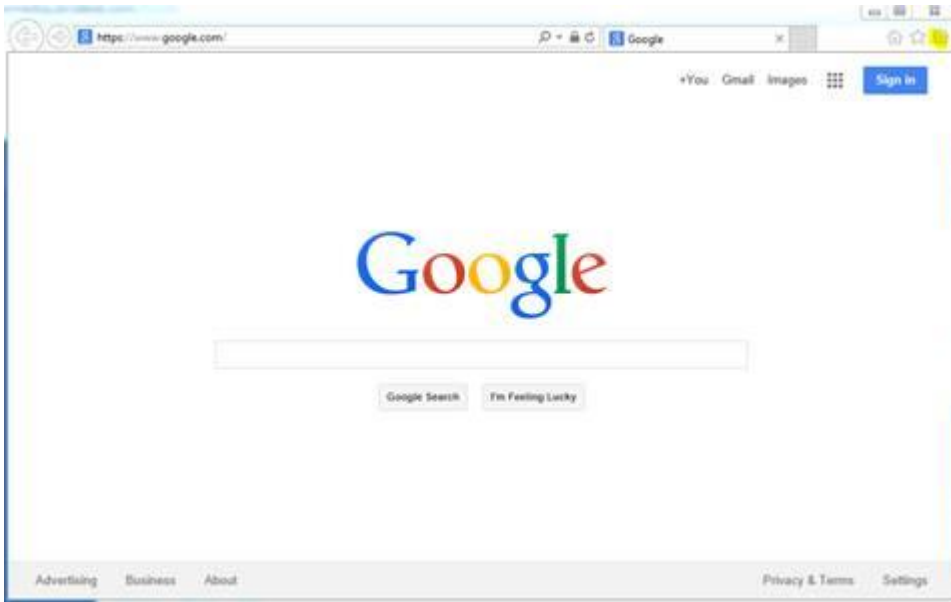 https://www.google.com/ Google
+You Gmail Images Sign in
Google
Google Search I'm Feeling Lucky
Advertising Business About Privacy & Terms Settings